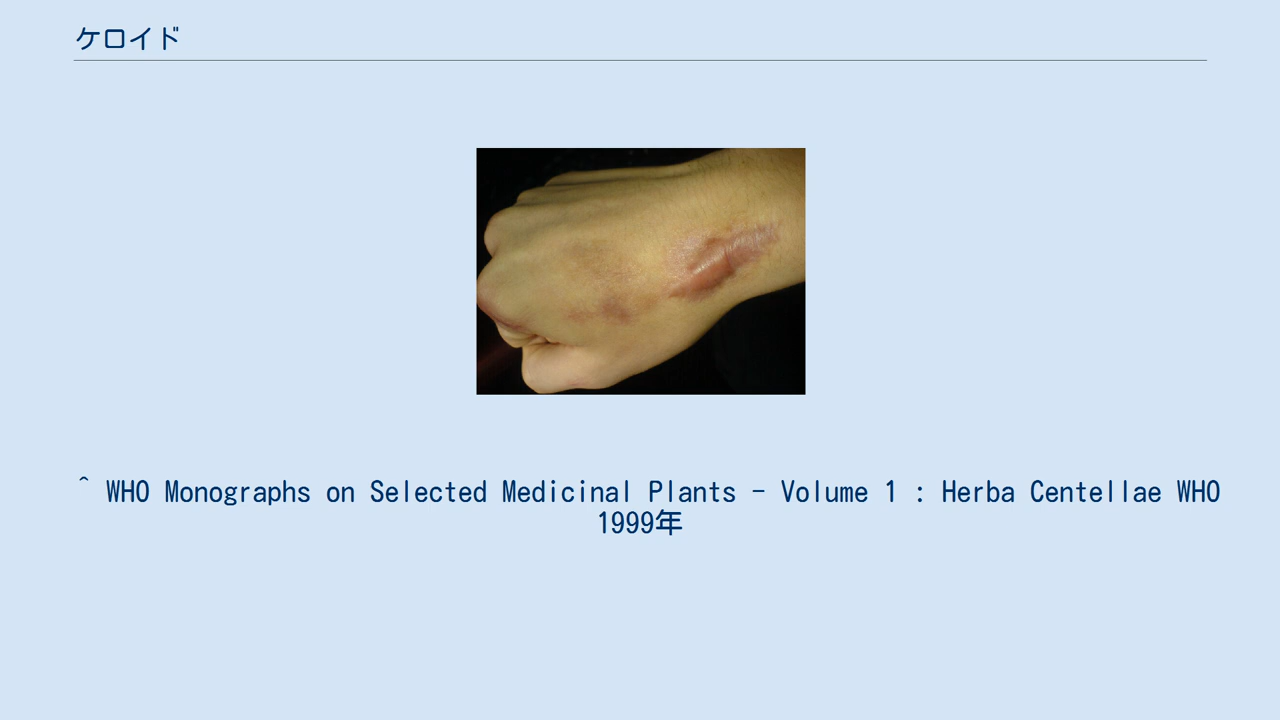 ケロイド
^ WHO Monographs on Selected Medicinal Plants - Volume 1 : Herba Centellae WHO
1999年